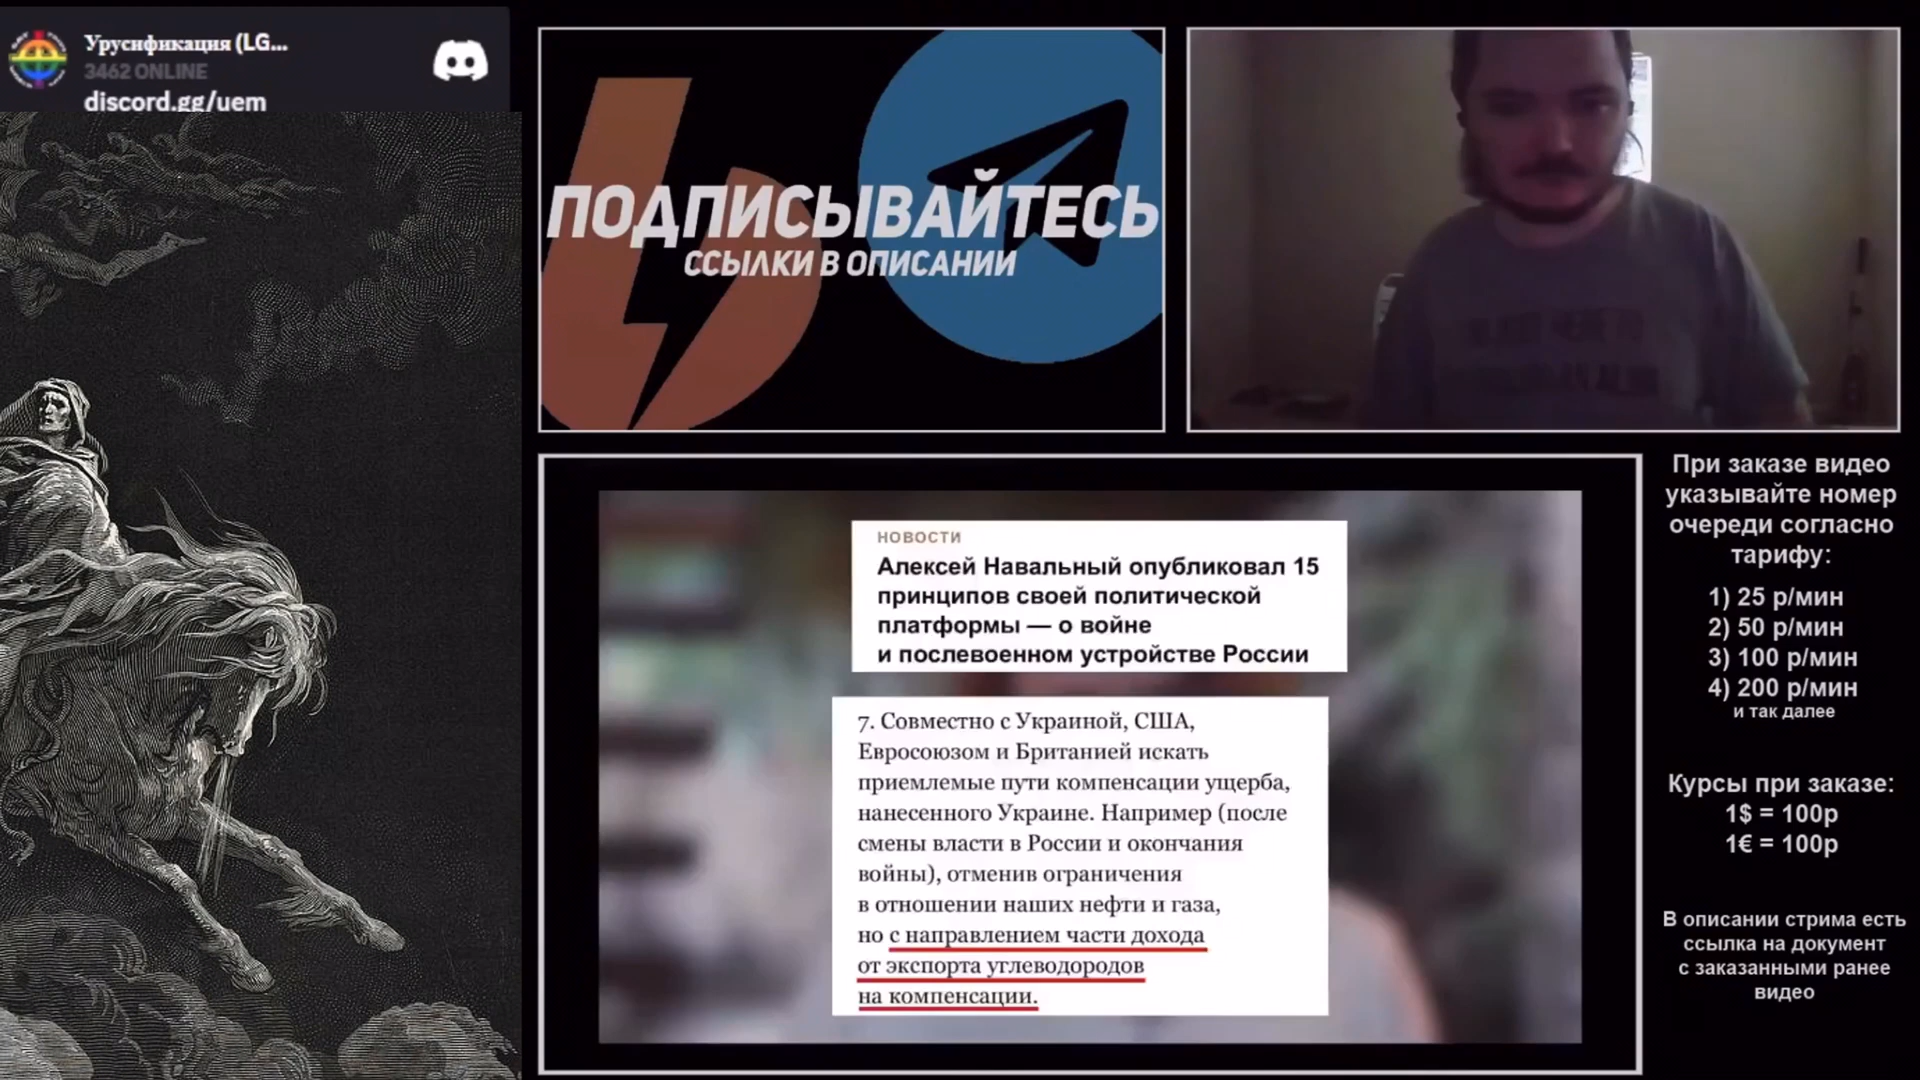 Урусификация (LG...
3462 ONLINE
discord.gg/uem
ПОДПИСЫВАЙТЕСЬ
ССЫЛКИ В ОПИСАНИИ
НОВОСТИ
Алексей Навальный опубликовал 15
принципов своей политической
платформы — о войне
и послевоенном устройстве России
7. Совместно с Украиной, США,
Евросоюзом и Британией искать
приемлемые пути компенсации ущерба,
нанесенного Украине. Например (после
смены власти в России и окончания
войны), отменив ограничения
в отношении наших нефти и газа,
но с направлением части дохода
от экспорта углеводородов
на компенсации.
При заказе видео
указывайте номер
очереди согласно
тарифу:
1) 25 р/мин
2) 50 р/мин
3) 100 р/мин
4) 200 р/мин
и так далее
Курсы при заказе:
1$ = 100р
1€ = 100р
В описании стрима есть
ссылка на документ
с заказанными ранее
видео